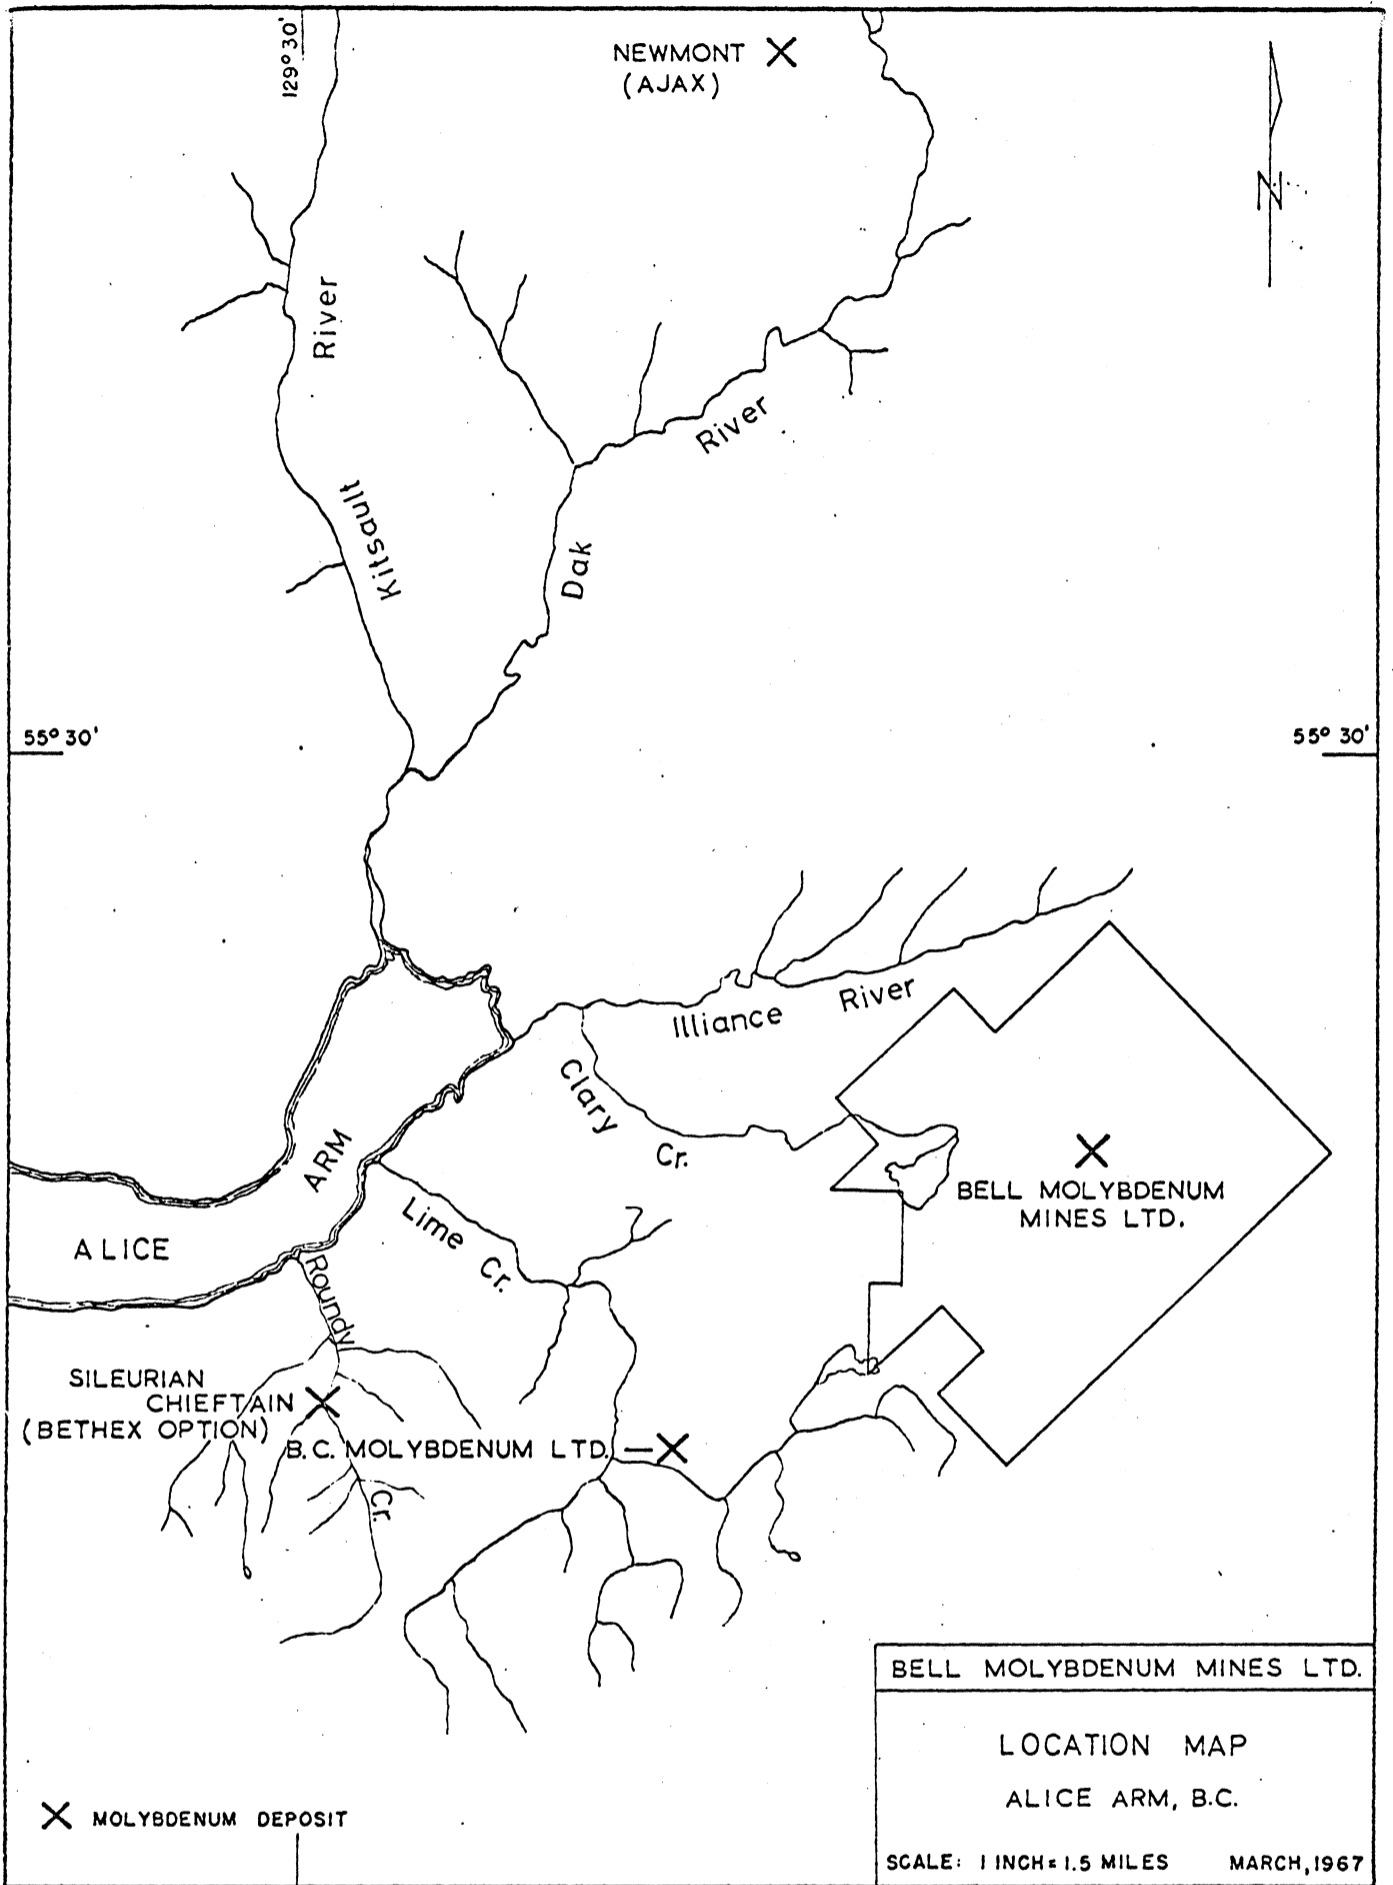 129° 30'
NEWMONT
(AJAX)
N
River
River
Kitsault
Dak
55° 30'
55° 30'
Illiance River
Clary
Cr.
ARM
ALICE
Lime
Cr.
BELL MOLYBDENUM
MINES LTD.
Roundy
SILEURIAN
CHIEFTAIN
(BETHEX OPTION)
B.C. MOLYBDENUM LTD.
Cr.
BELL MOLYBDENUM MINES LTD.
LOCATION MAP
ALICE ARM, B.C.
SCALE: 1 INCH = 1.5 MILES MARCH, 1967
MOLYBDENUM DEPOSIT